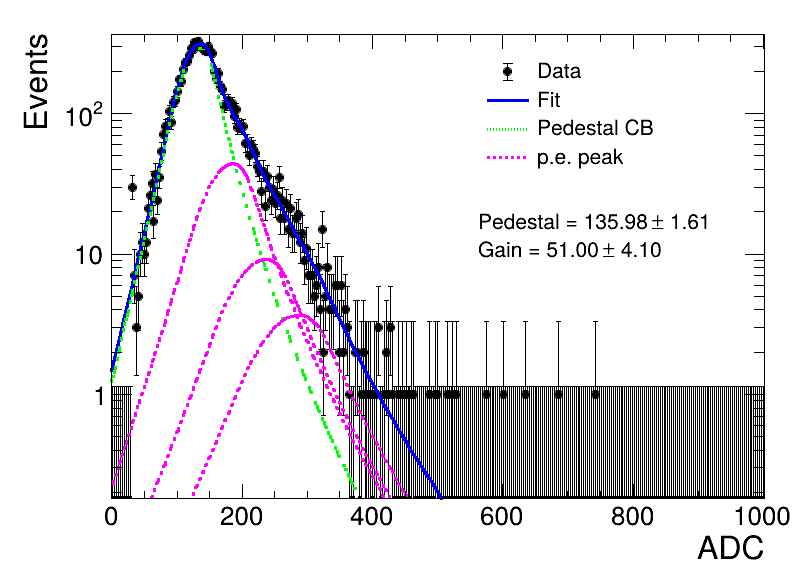 Events
Data
Fit
Pedestal CB
p.e. peak
Pedestal = 135.98 ± 1.61
Gain = 51.00 ± 4.10
10²
10
1
0 200 400 600 800 1000
ADC